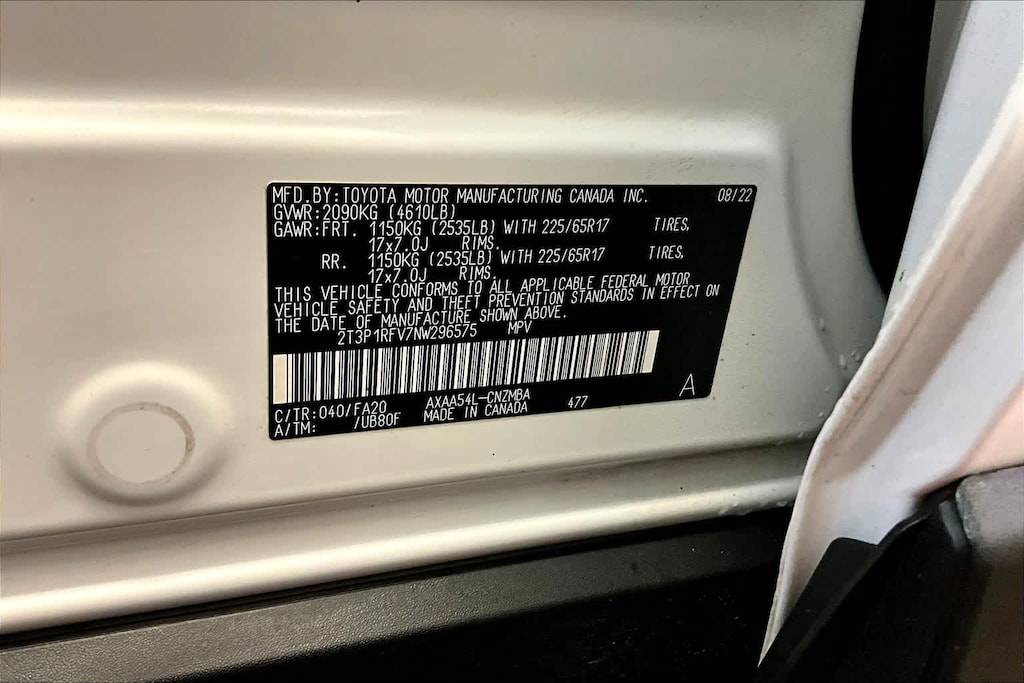 MFD.BY:TOYOTA MOTOR MANUFACTURING CANADA INC. 08/22
GVWR:2090KG (4610LB)
GAWR:FRT. 1150KG (2535LB) WITH 225/65R17 TIRES,
17x7.0J RIMS.
RR. 1150KG (2535LB) WITH 225/65R17 TIRES,
17x7.0J RIMS.
THIS VEHICLE CONFORMS TO ALL APPLICABLE FEDERAL MOTOR
VEHICLE SAFETY AND THEFT PREVENTION STANDARDS IN EFFECT ON
THE DATE OF MANUFACTURE SHOWN ABOVE.
2T3P1RFV7NW296575 MPV
A
C/TR:040/FA20 AXAA54L-CNZMBA 477
A/TM: /UB80F MADE IN CANADA